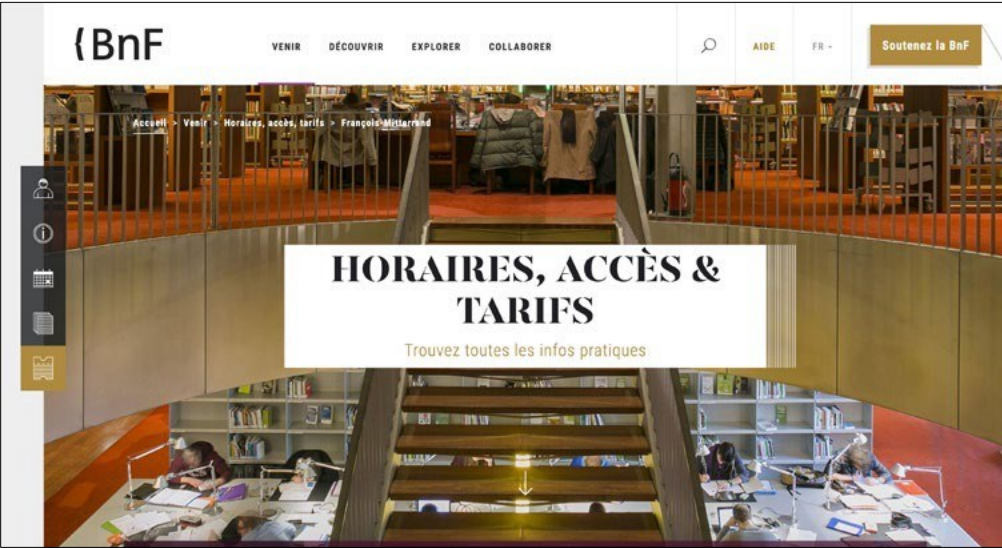 {BnF
VENIR DÉCOUVRIR EXPLORER COLLABORER
AIDE
FR
Soutenez la BnF
Accueil > Venir > Horaires, accès, tarifs > François-Mitterrand
HORAIRES, ACCÈS &
TARIFS
Trouvez toutes les infos pratiques